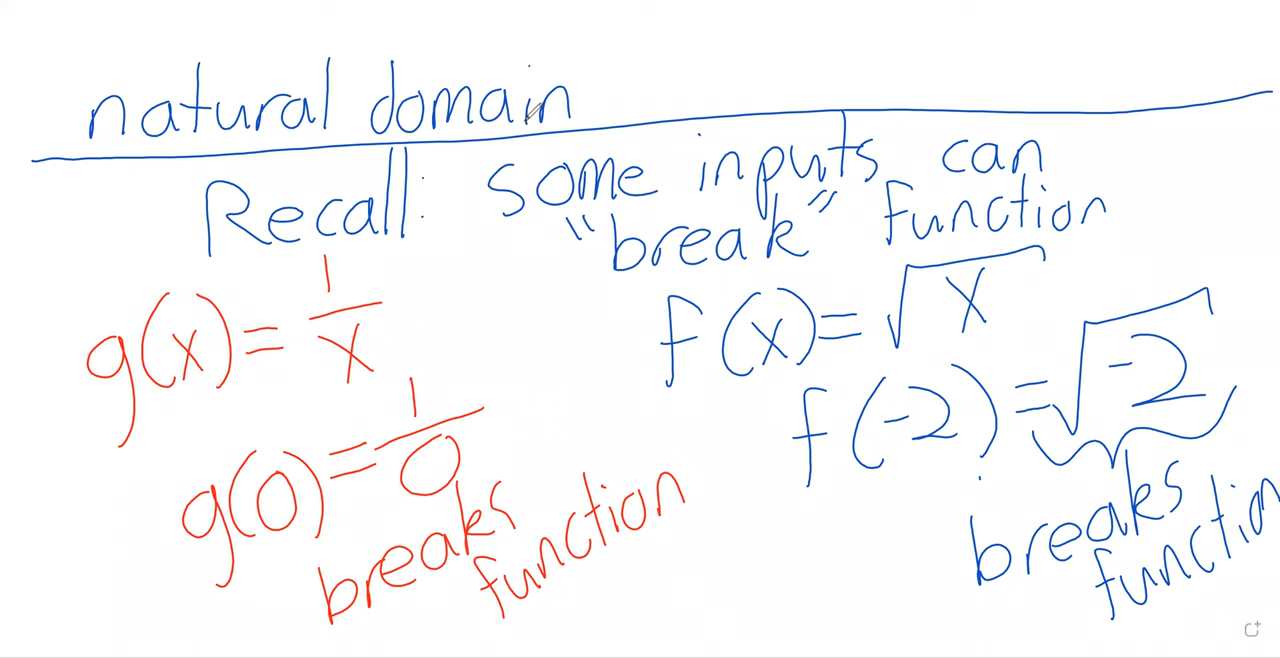 natural domain
Recall: some inputs can
"break" function
g(x) = 1/x
f(x) = √x
g(0) = 1/0
f(-2) = √-2
breaks
function
breaks
function